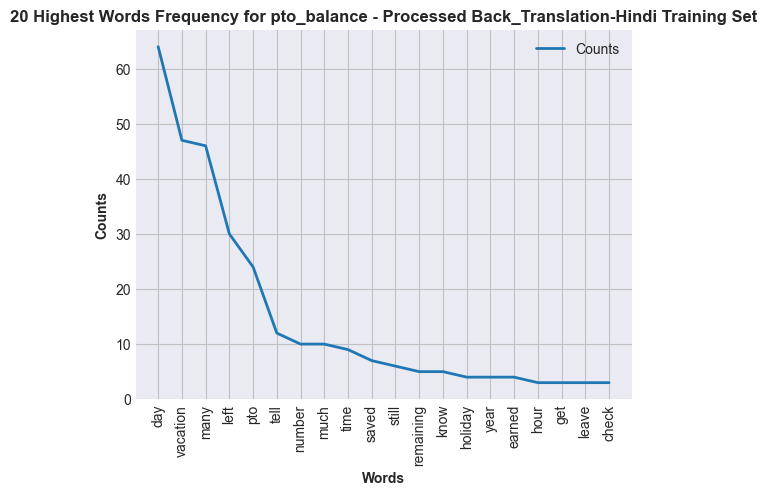 20 Highest Words Frequency for pto_balance - Processed Back_Translation-Hindi Training Set
Counts
60
50
40
30
20
10
0
Counts
day
vacation
many
left
pto
tell
number
much
time
saved
still
remaining
know
holiday
year
earned
hour
get
leave
check
Words